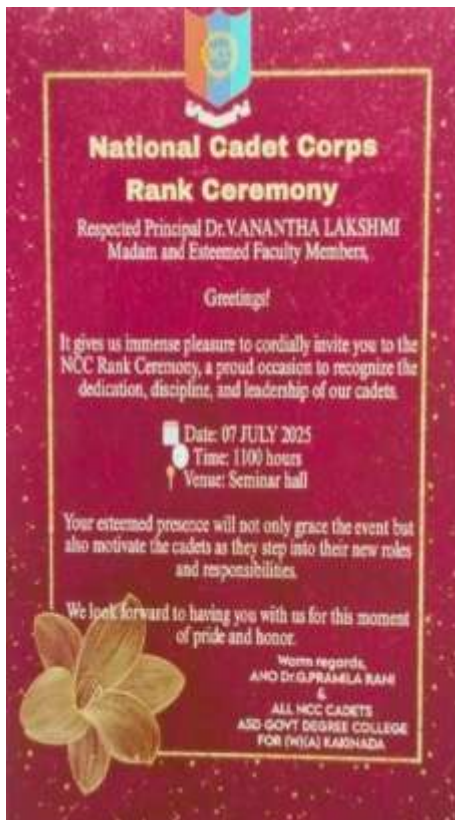 National Cadet Corps
Rank Ceremony
Respected Principal Dr.V.ANANTHA LAKSHMI
Madam and Esteemed Faculty Members,
Greetings!
It gives us immense pleasure to cordially invite you to the
NCC Rank Ceremony, a proud occasion to recognize the
dedication, discipline, and leadership of our cadets.
Date: 07 JULY 2025
Time: 1100 hours
Venue: Seminar hall
Your esteemed presence will not only grace the event but
also motivate the cadets as they step into their new roles
and responsibilities.
We look forward to having you with us for this moment
of pride and honor.
Warm regards,
ANO Dr.G.PRAMILA RANI
&
ALL NCC CADETS
ASD GOVT DEGREE COLLEGE
FOR (W)(A) KAKINADA